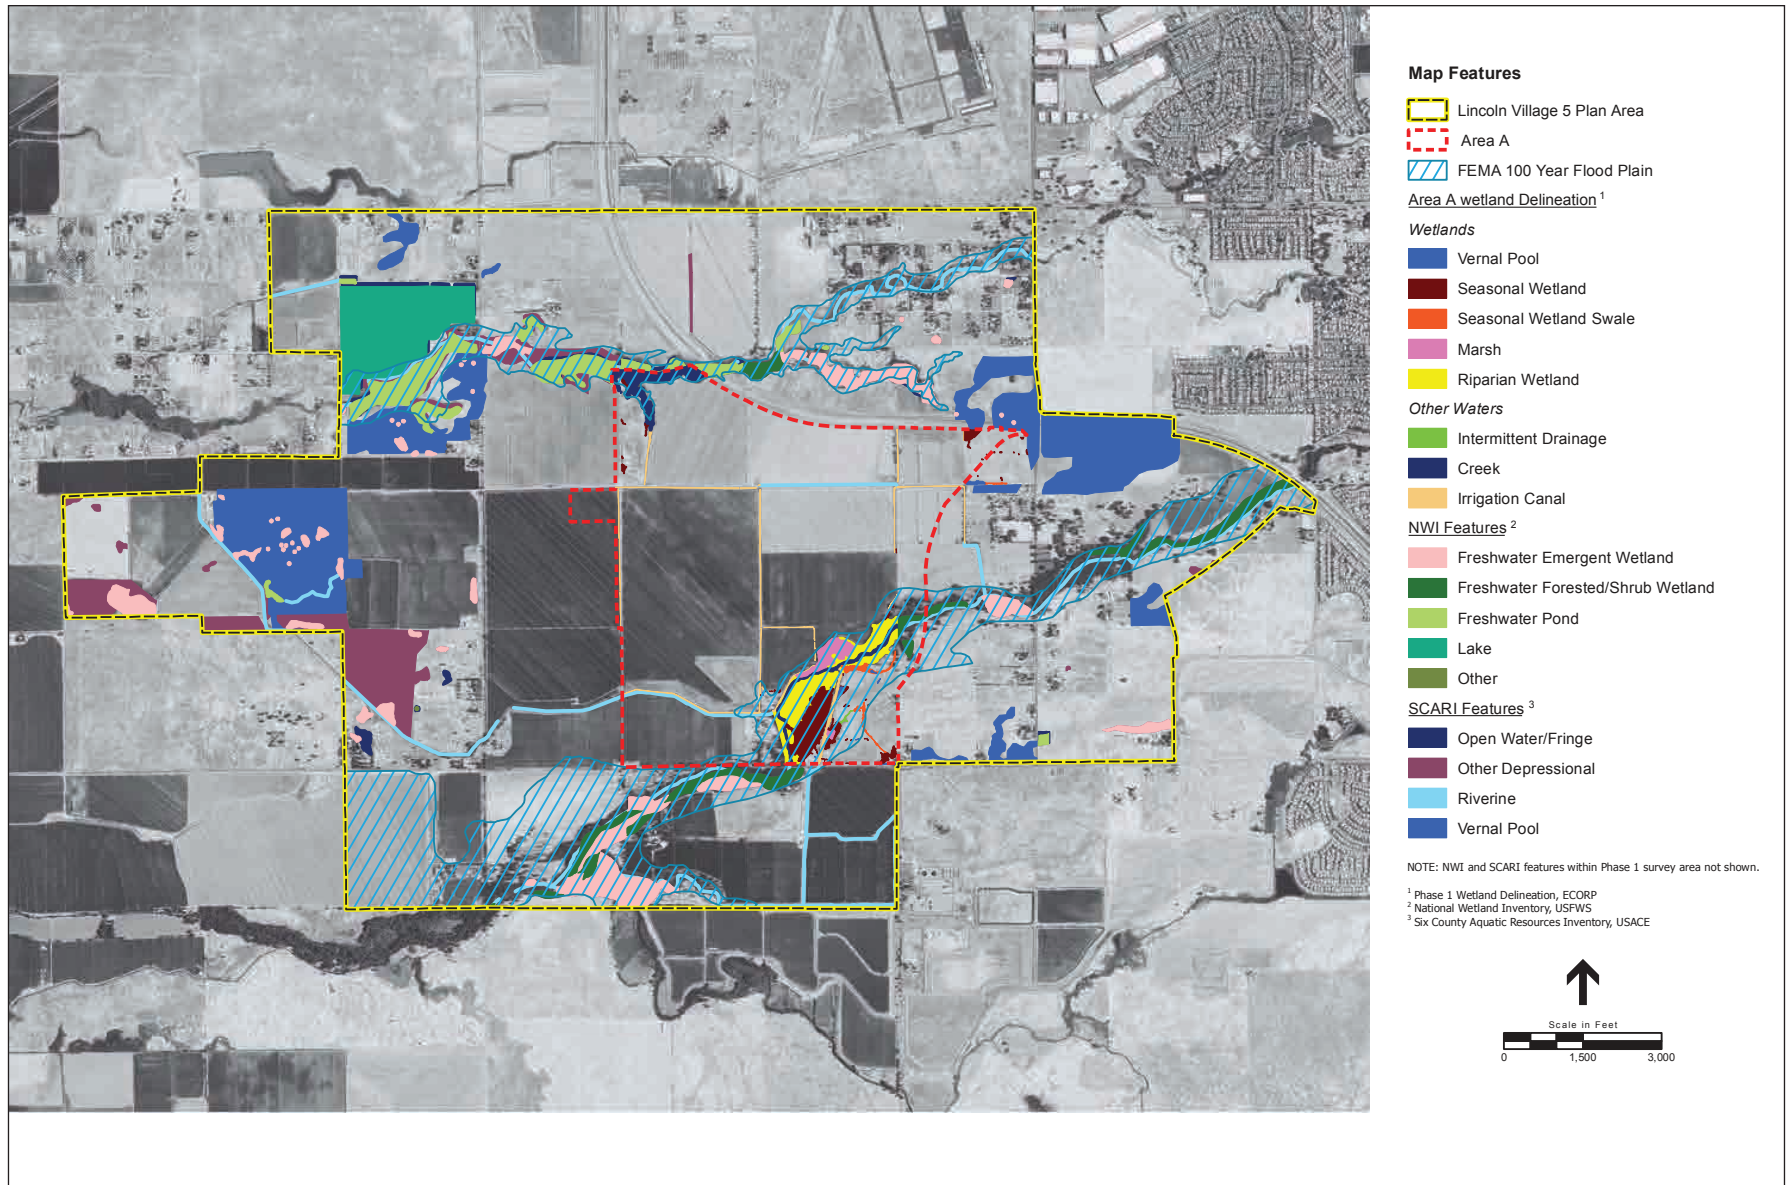 Map Features
Lincoln Village 5 Plan Area
Area A
FEMA 100 Year Flood Plain
Area A wetland Delineation 1
Wetlands
Vernal Pool
Seasonal Wetland
Seasonal Wetland Swale
Marsh
Riparian Wetland
Other Waters
Intermittent Drainage
Creek
Irrigation Canal
NWI Features 2
Freshwater Emergent Wetland
Freshwater Forested/Shrub Wetland
Freshwater Pond
Lake
Other
SCARI Features 3
Open Water/Fringe
Other Depressional
Riverine
Vernal Pool
NOTE: NWI and SCARI features within Phase 1 survey area not shown.
1 Phase 1 Wetland Delineation, ECORP
2 National Wetland Inventory, USFWS
3 Six County Aquatic Resources Inventory, USACE
Scale in Feet
0 1,500 3,000